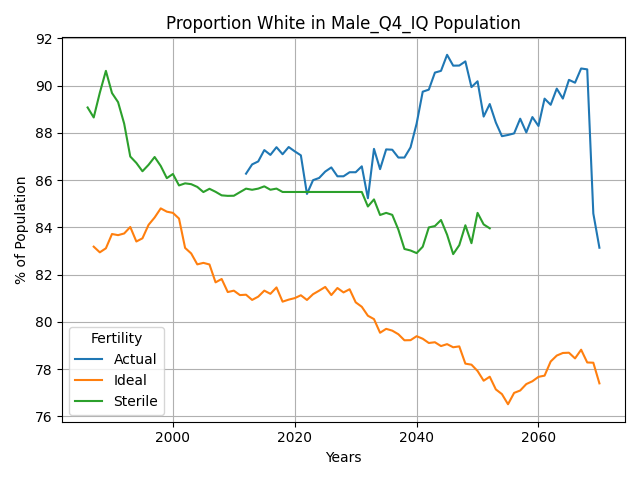 Proportion White in Male_Q4_IQ Population
% of Population
92
90
88
86
84
82
80
78
76
Fertility
Actual
Ideal
Sterile
2000
2020
2040
2060
Years